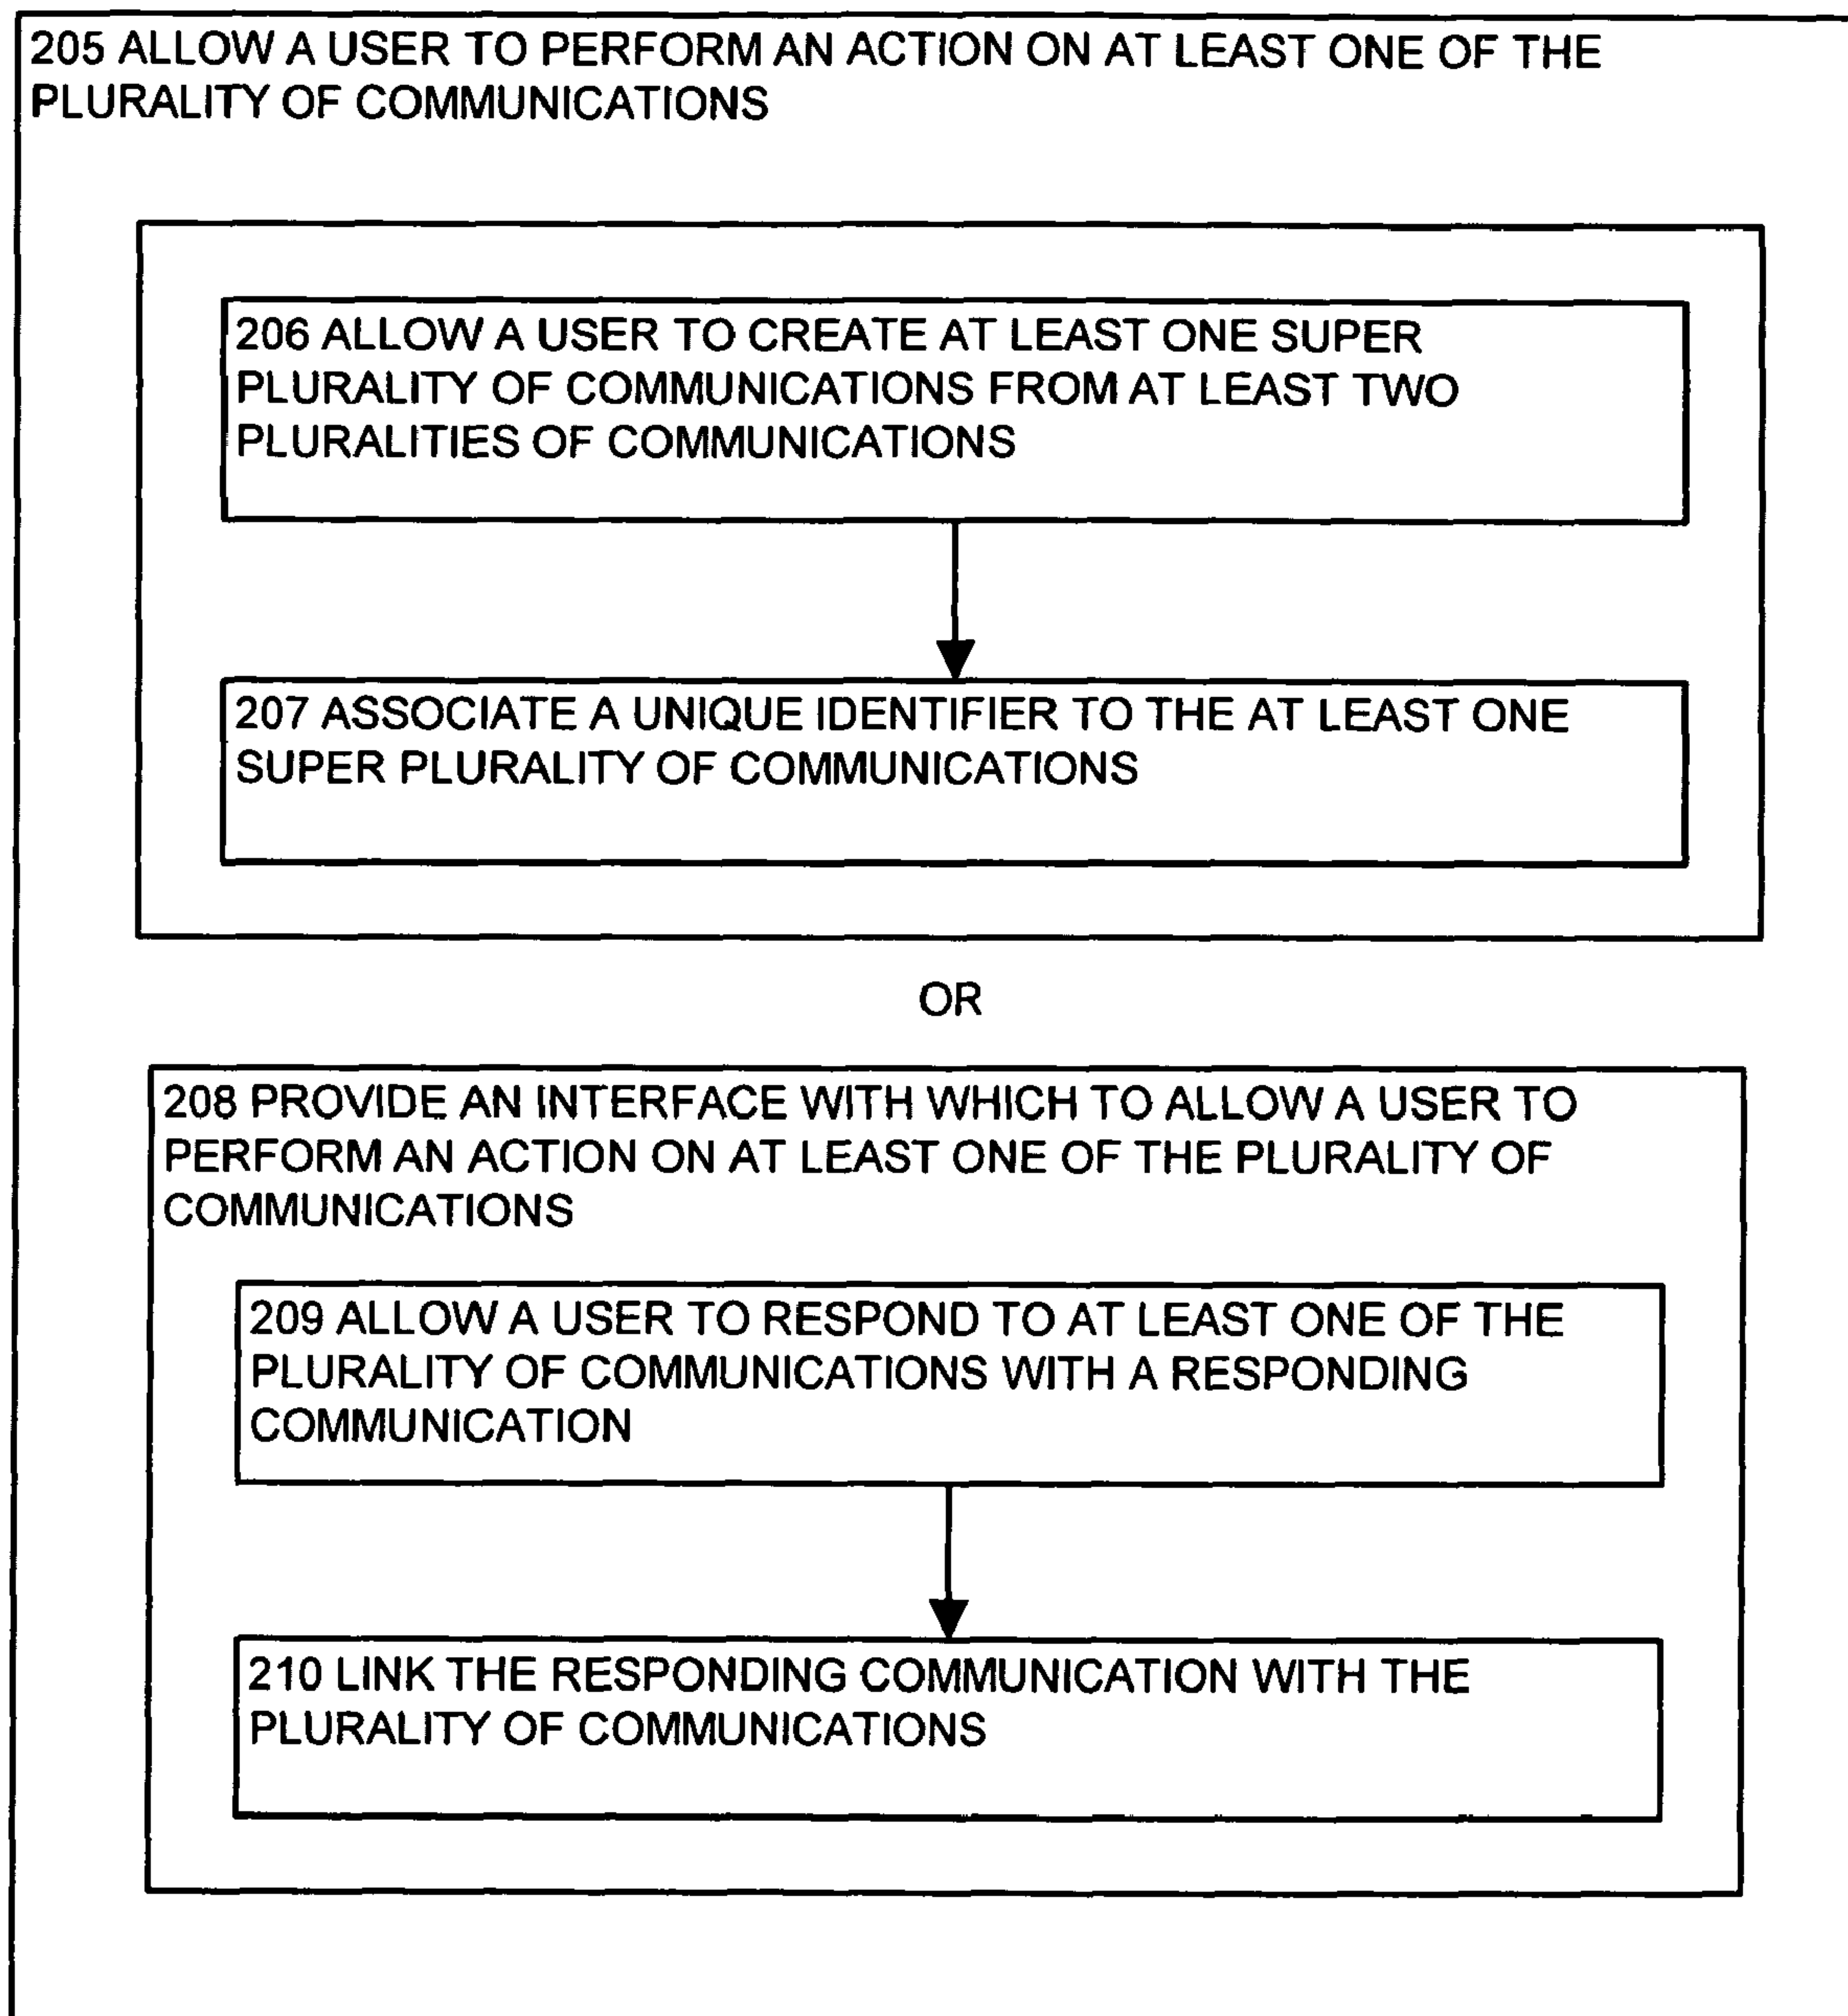 205 ALLOW A USER TO PERFORM AN ACTION ON AT LEAST ONE OF THE
PLURALITY OF COMMUNICATIONS
206 ALLOW A USER TO CREATE AT LEAST ONE SUPER
PLURALITY OF COMMUNICATIONS FROM AT LEAST TWO
PLURALITIES OF COMMUNICATIONS
207 ASSOCIATE A UNIQUE IDENTIFIER TO THE AT LEAST ONE
SUPER PLURALITY OF COMMUNICATIONS
OR
208 PROVIDE AN INTERFACE WITH WHICH TO ALLOW A USER TO
PERFORM AN ACTION ON AT LEAST ONE OF THE PLURALITY OF
COMMUNICATIONS
209 ALLOW A USER TO RESPOND TO AT LEAST ONE OF THE
PLURALITY OF COMMUNICATIONS WITH A RESPONDING
COMMUNICATION
210 LINK THE RESPONDING COMMUNICATION WITH THE
PLURALITY OF COMMUNICATIONS